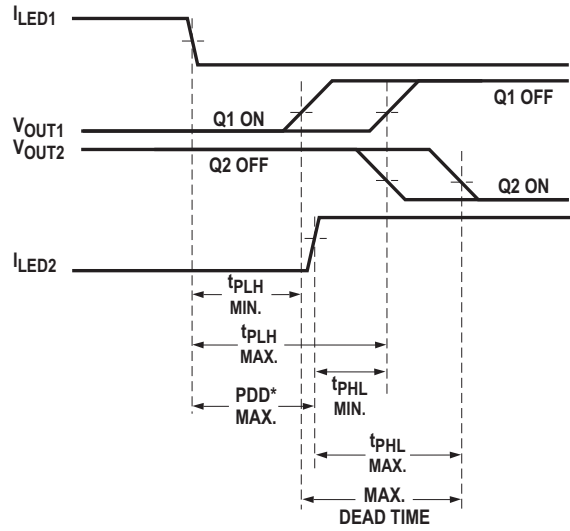 ILED1
Q1 ON
Q1 OFF
VOUT1
VOUT2
Q2 OFF
Q2 ON
ILED2
tPLH
MIN.
tPLH
MAX.
PDD*
MAX.
tPHL
MIN.
tPHL
MAX.
MAX.
DEAD TIME